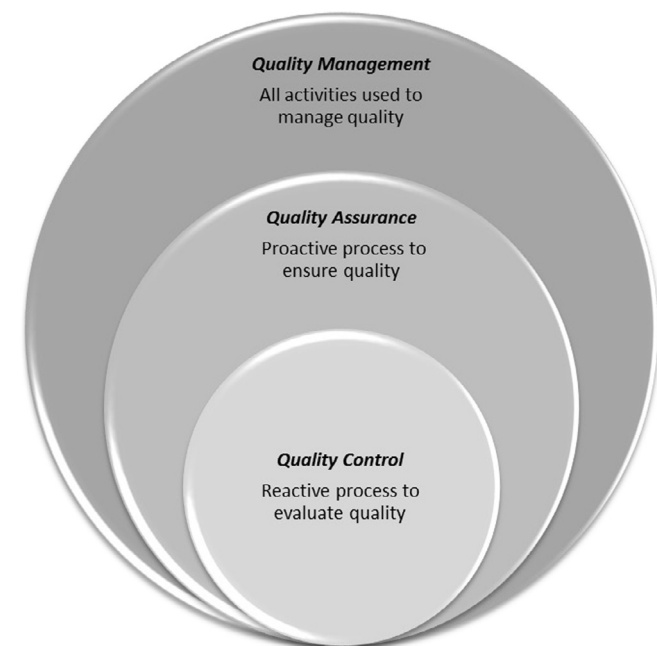 Quality Management
All activities used to
manage quality
Quality Assurance
Proactive process to
ensure quality
Quality Control
Reactive process to
evaluate quality